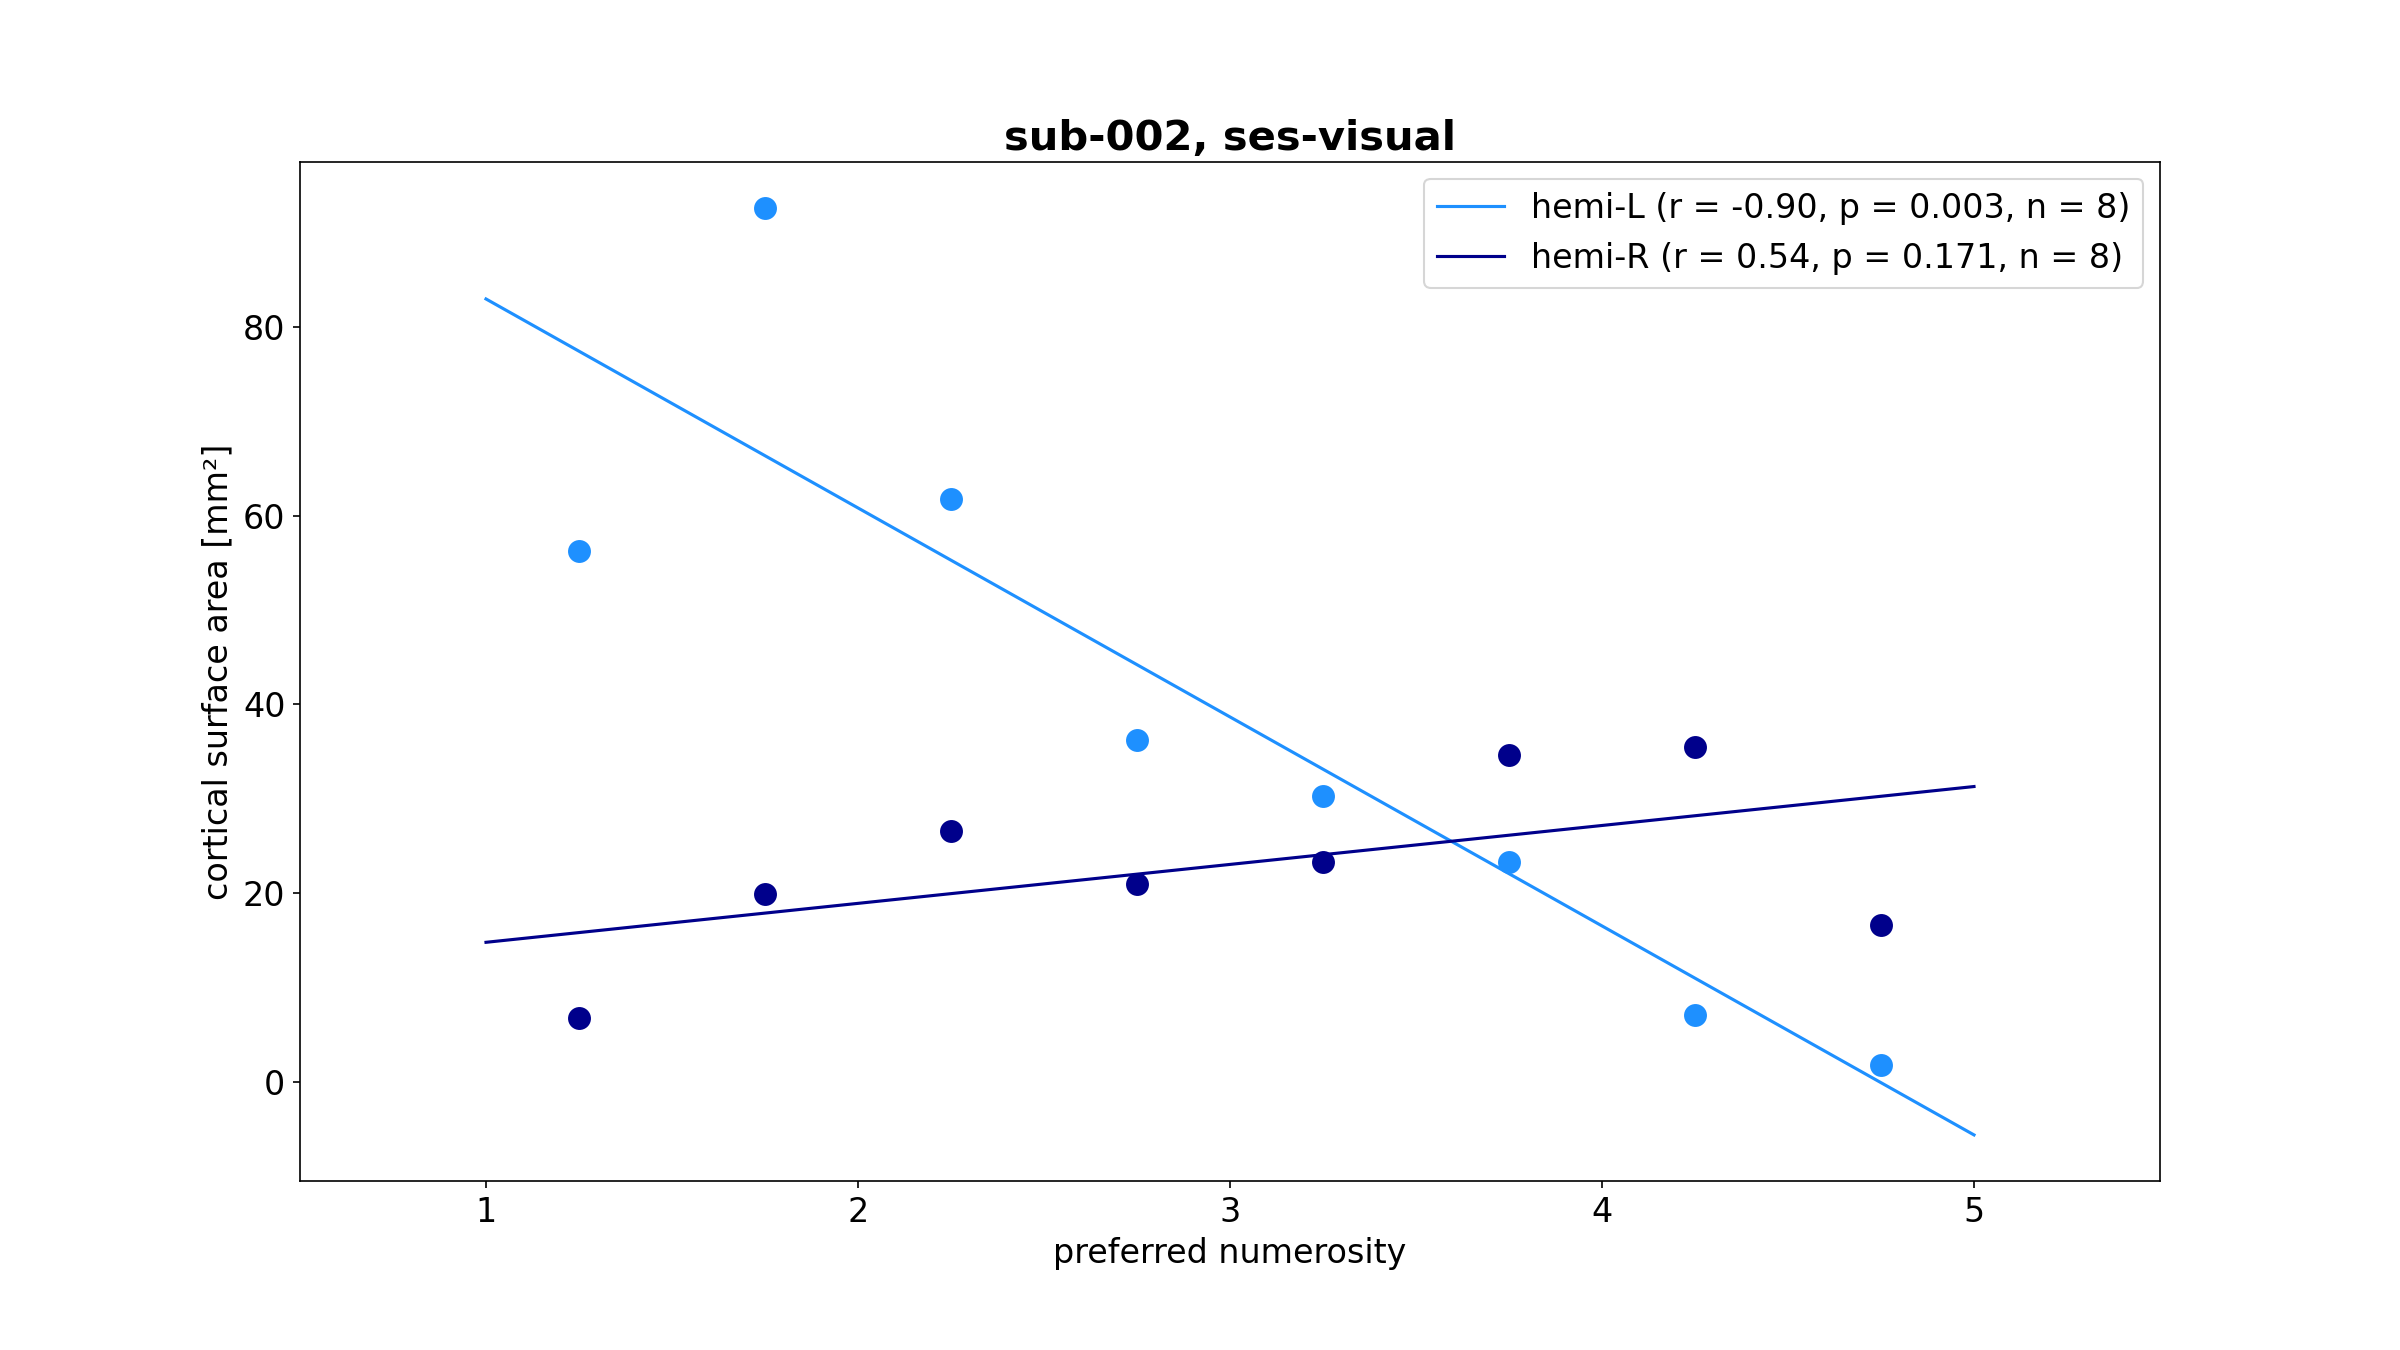 sub-002, ses-visual
hemi-L (r = -0.90, p = 0.003, n = 8)
hemi-R (r = 0.54, p = 0.171, n = 8)
cortical surface area [mm²]
80
60
40
20
0
1 2 3 4 5
preferred numerosity